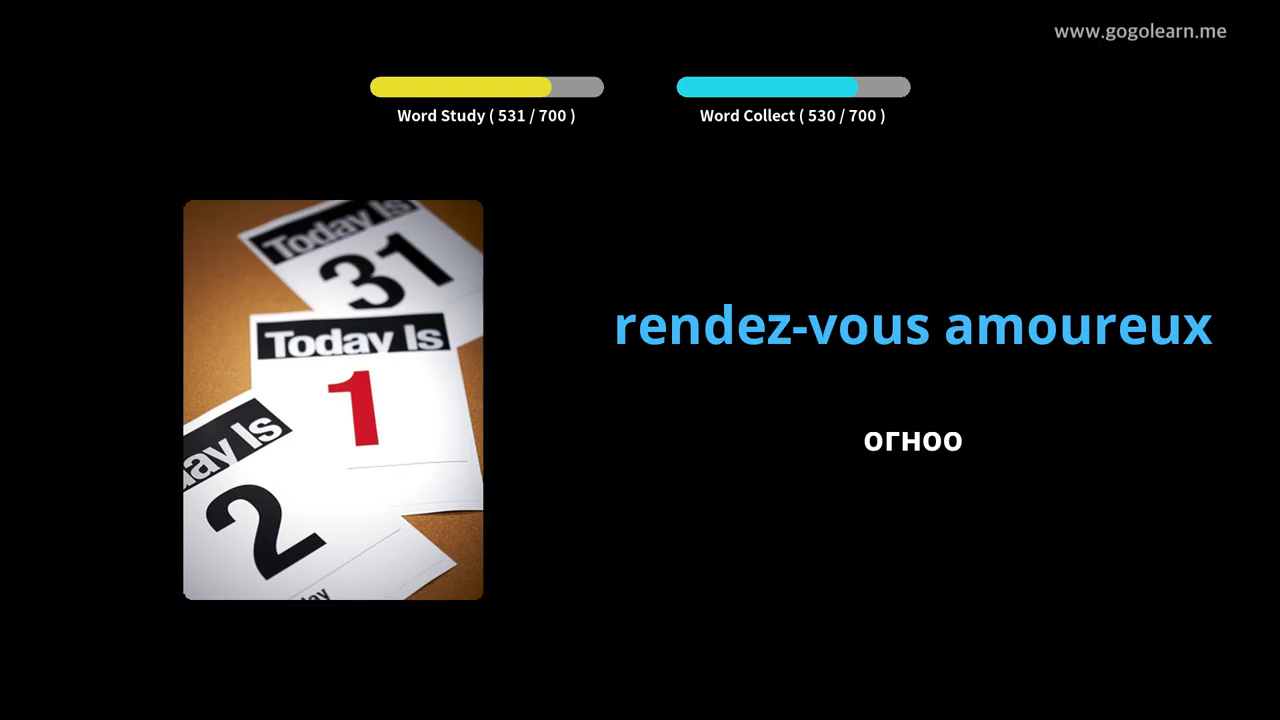 www.gogolearn.me
Word Study ( 531 / 700 )
Word Collect ( 530 / 700 )
Today Is
31
Today Is
1
ay Is
2
ay
rendez-vous amoureux
огноо